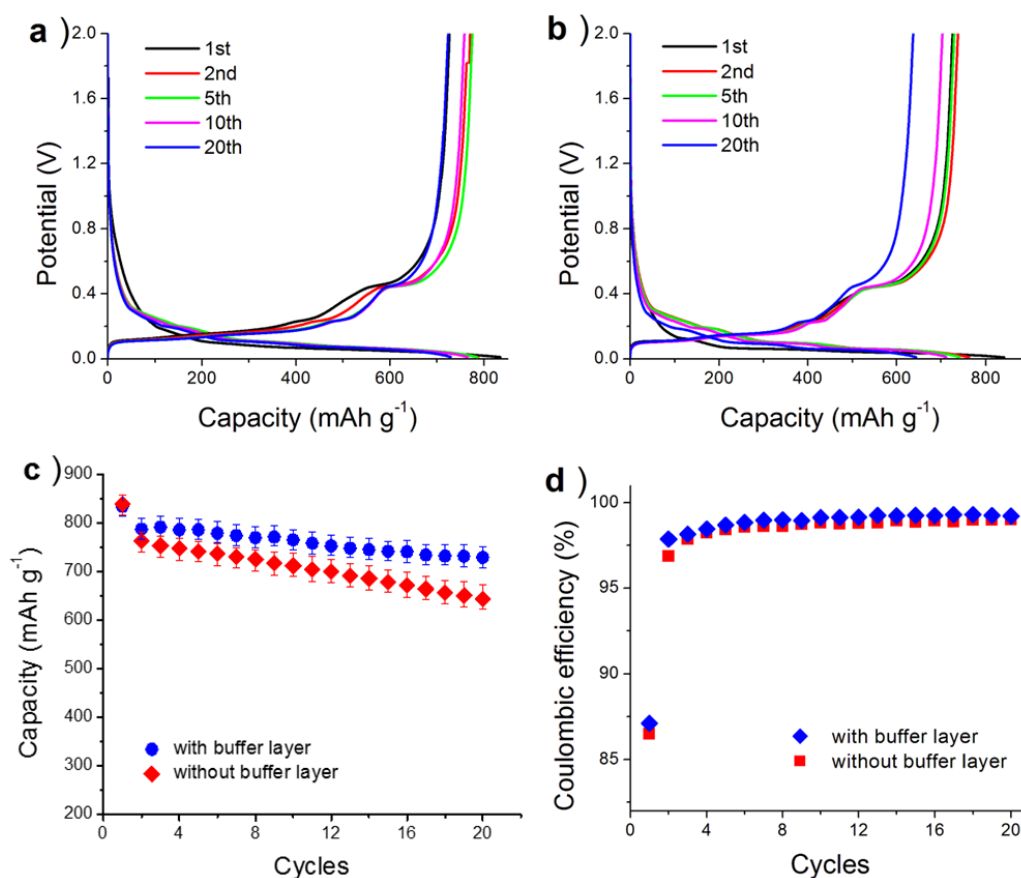 a )
1st
2nd
5th
10th
20th
2.0
1.6
1.2
0.8
0.4
0.0
Potential (V)
0 200 400 600 800
Capacity (mAh g⁻¹)
b )
1st
2nd
5th
10th
20th
2.0
1.6
1.2
0.8
0.4
0.0
Potential (V)
0 200 400 600 800
Capacity (mAh g⁻¹)
c )
900
800
700
600
500
400
300
200
Capacity (mAh g⁻¹)
with buffer layer
without buffer layer
0 4 8 12 16 20
Cycles
d )
100
95
90
85
Coulombic efficiency (%)
with buffer layer
without buffer layer
0 4 8 12 16 20
Cycles